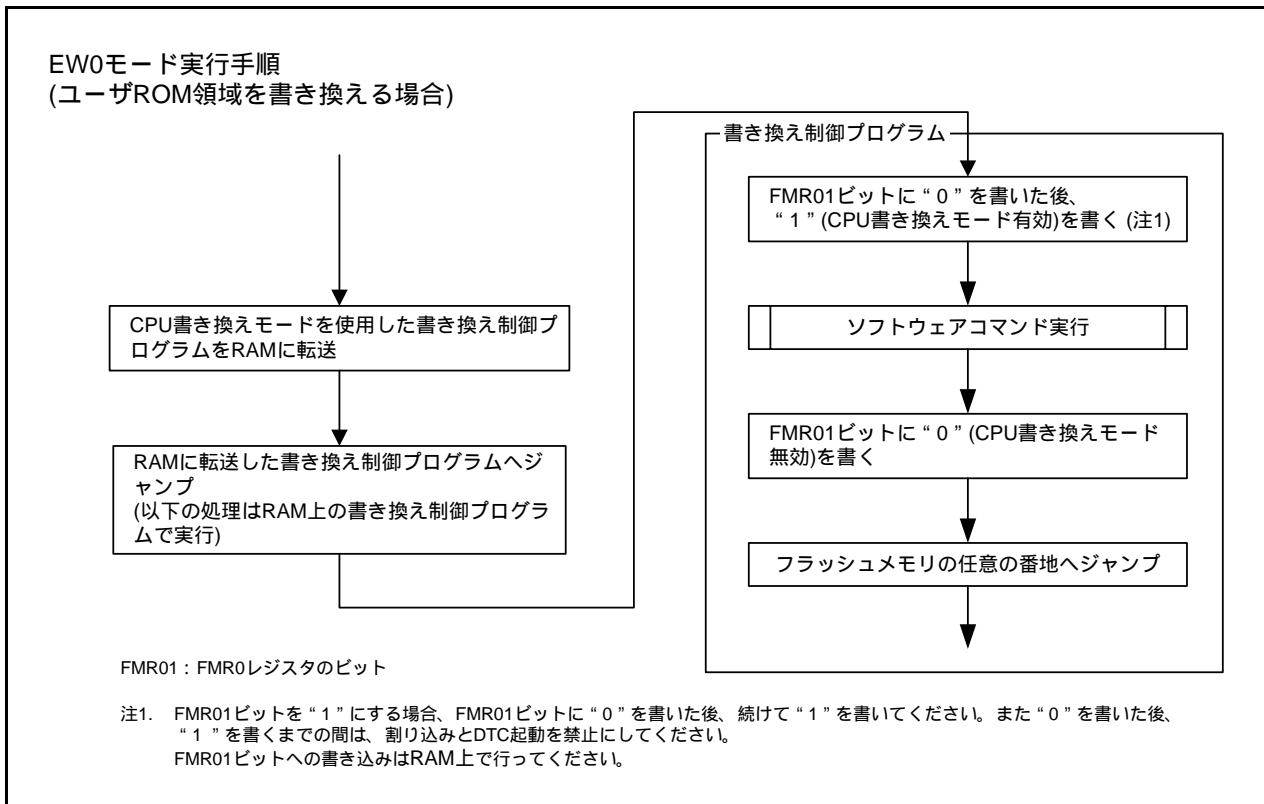 EW0モード実行手順
(ユーザROM領域を書き換える場合)
CPU書き換えモードを使用した書き換え制御プ
ログラムをRAMに転送
RAMに転送した書き換え制御プログラムへジ
ャンプ
(以下の処理はRAM上の書き換え制御プログラ
ムで実行)
書き換え制御プログラム
FMR01ビットに“0”を書いた後、
“1”(CPU書き換えモード有効)を書く (注1)
ソフトウェアコマンド実行
FMR01ビットに“0”(CPU書き換えモード
無効)を書く
フラッシュメモリの任意の番地へジャンプ
FMR01：FMR0レジスタのビット
注1. FMR01ビットを“1”にする場合、FMR01ビットに“0”を書いた後、続けて“1”を書いてください。また“0”を書いた後、
“1”を書くまでの間は、割り込みとDTC起動を禁止にしてください。
FMR01ビットへの書き込みはRAM上で行ってください。